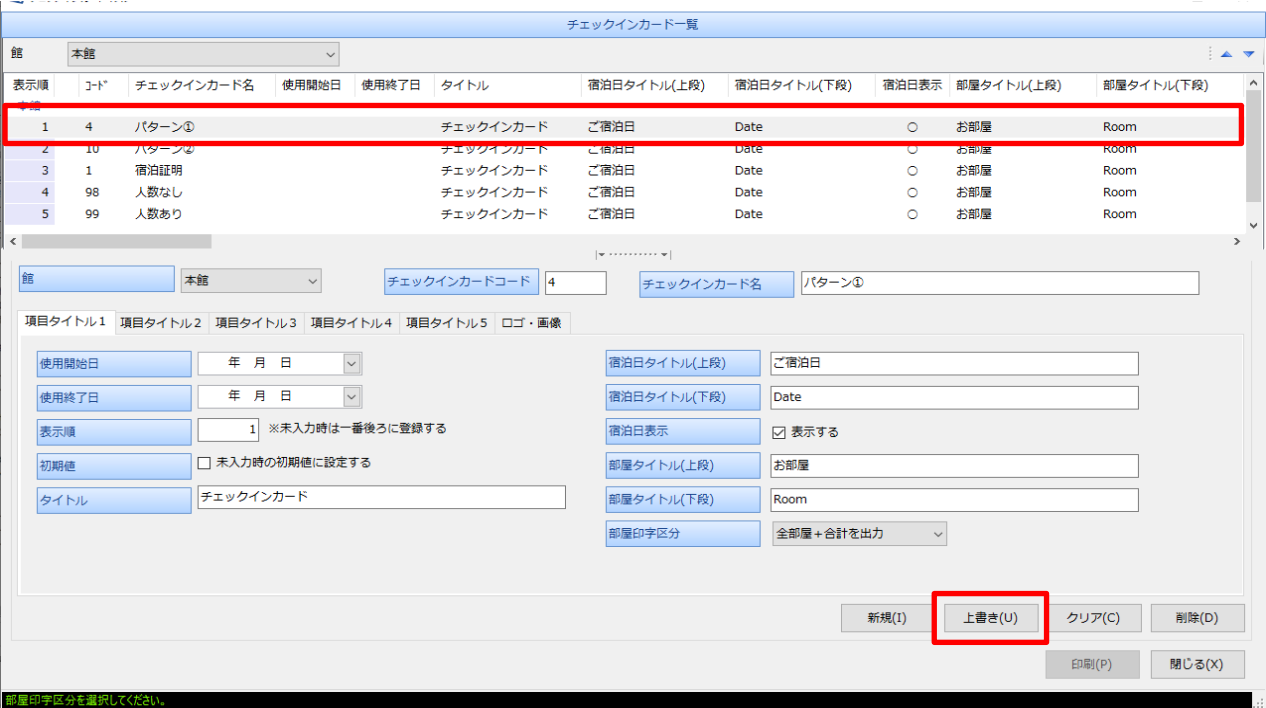 チェックインカード一覧
館 本館
表示順 ｺｰﾄﾞ チェックインカード名 使用開始日 使用終了日 タイトル 宿泊日タイトル(上段) 宿泊日タイトル(下段) 宿泊日表示 部屋タイトル(上段) 部屋タイトル(下段)
1 4 パターン① チェックインカード ご宿泊日 Date ○ お部屋 Room
2 10 パターン② チェックインカード ご宿泊日 Date ○ お部屋 Room
3 1 宿泊証明 チェックインカード ご宿泊日 Date ○ お部屋 Room
4 98 人数なし チェックインカード ご宿泊日 Date ○ お部屋 Room
5 99 人数あり チェックインカード ご宿泊日 Date ○ お部屋 Room
館 本館 チェックインカードコード 4 チェックインカード名 パターン①
項目タイトル1 項目タイトル2 項目タイトル3 項目タイトル4 項目タイトル5 ロゴ・画像
使用開始日 年 月 日 宿泊日タイトル(上段) ご宿泊日
使用終了日 年 月 日 宿泊日タイトル(下段) Date
表示順 1 ※未入力時は一番後ろに登録する 宿泊日表示 表示する
初期値 未入力時の初期値に設定する 部屋タイトル(上段) お部屋
タイトル チェックインカード 部屋タイトル(下段) Room
部屋印字区分 全部屋+合計を出力
新規(I) 上書き(U) クリア(C) 削除(D)
印刷(P) 閉じる(X)
部屋印字区分を選択してください。